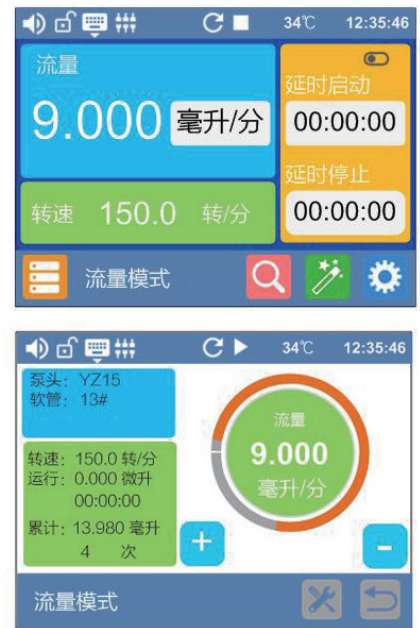 34℃ 12:35:46
流量
9.000 毫升/分
转速 150.0 转/分
延时启动
00:00:00
延时停止
00:00:00
流量模式
34℃ 12:35:46
泵头: YZ15
软管: 13#
转速: 150.0 转/分
运行: 0.000 微升
00:00:00
累计: 13.980 毫升
4 次
流量
9.000
毫升/分
+
-
流量模式